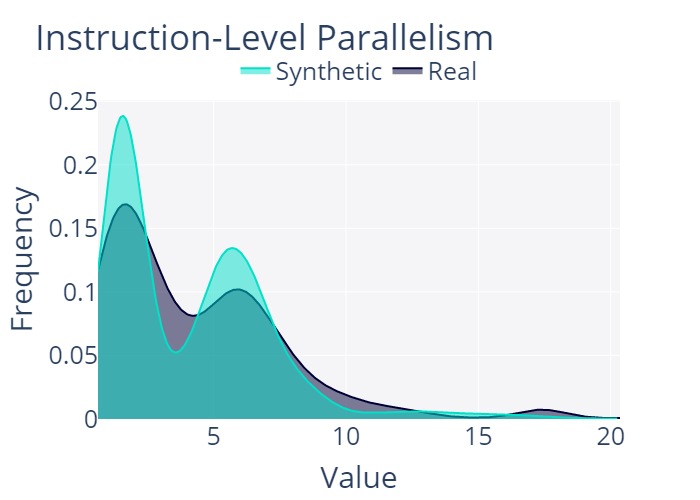 Instruction-Level Parallelism
Synthetic Real
0.25
0.2
0.15
0.1
0.05
0
Frequency
5 10 15 20
Value